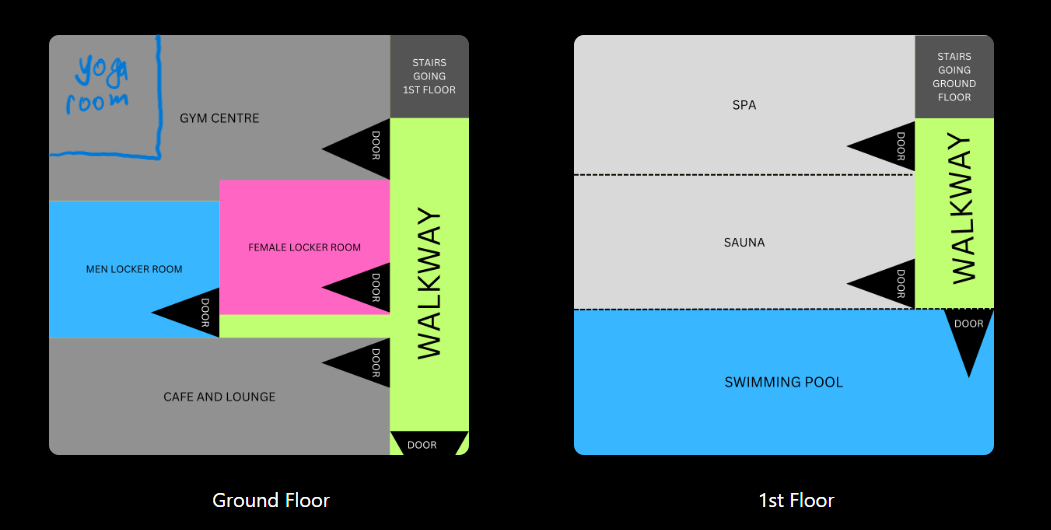 yoga
room
GYM CENTRE
STAIRS
GOING
1ST FLOOR
DOOR
WALKWAY
FEMALE LOCKER ROOM
MEN LOCKER ROOM
DOOR
DOOR
DOOR
CAFE AND LOUNGE
DOOR
Ground Floor
STAIRS
GOING
GROUND
FLOOR
SPA
DOOR
WALKWAY
SAUNA
DOOR
DOOR
SWIMMING POOL
1st Floor